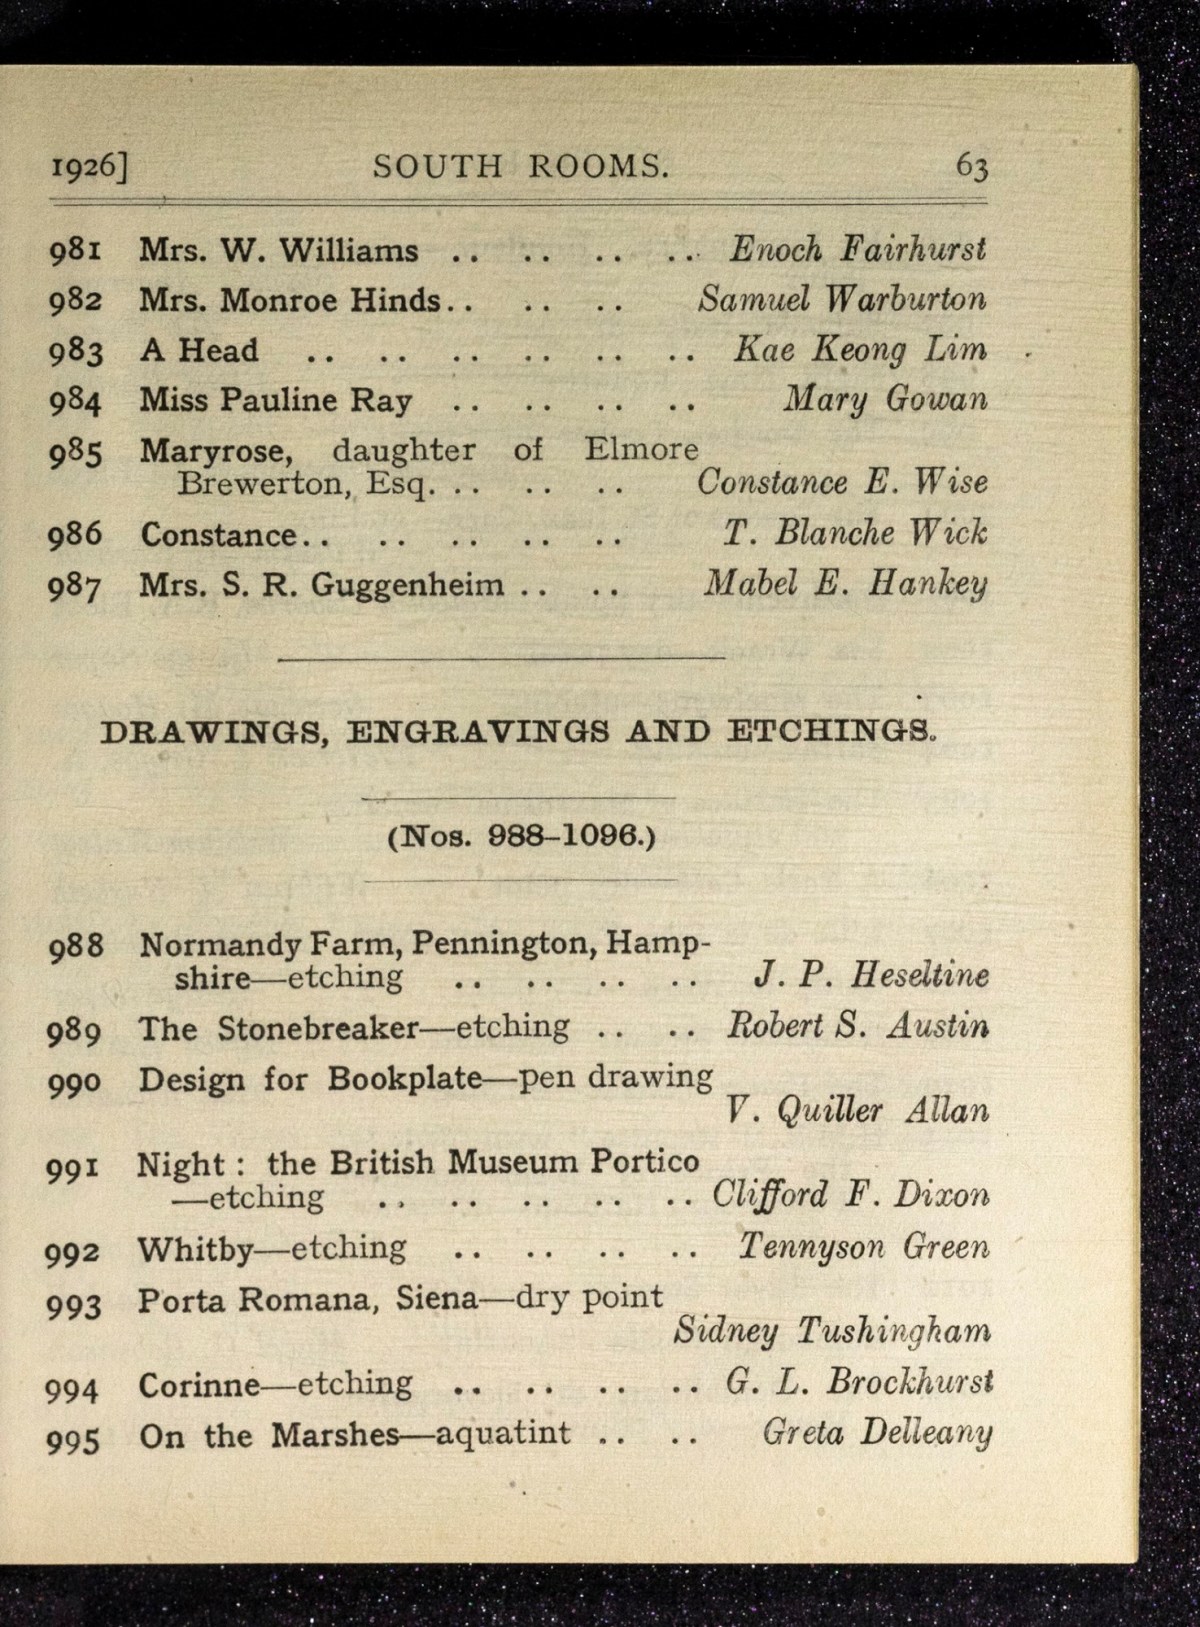 1926] SOUTH ROOMS. 63
981 Mrs. W. Williams .. .. .. .. Enoch Fairhurst
982 Mrs. Monroe Hinds.. .. .. Samuel Warburton
983 A Head .. .. .. .. .. .. Kae Keong Lim
984 Miss Pauline Ray .. .. .. .. Mary Gowan
985 Maryrose, daughter of Elmore
Brewerton, Esq. .. .. .. Constance E. Wise
986 Constance.. .. .. .. .. T. Blanche Wick
987 Mrs. S. R. Guggenheim .. .. Mabel E. Hankey
DRAWINGS, ENGRAVINGS AND ETCHINGS.
(Nos. 988–1096.)
988 Normandy Farm, Pennington, Hamp-
shire—etching .. .. .. .. J. P. Heseltine
989 The Stonebreaker—etching .. .. Robert S. Austin
990 Design for Bookplate—pen drawing
V. Quiller Allan
991 Night : the British Museum Portico
—etching .. .. .. .. .. Clifford F. Dixon
992 Whitby—etching .. .. .. .. Tennyson Green
993 Porta Romana, Siena—dry point
Sidney Tushingham
994 Corinne—etching .. .. .. .. G. L. Brockhurst
995 On the Marshes—aquatint .. .. Greta Delleany